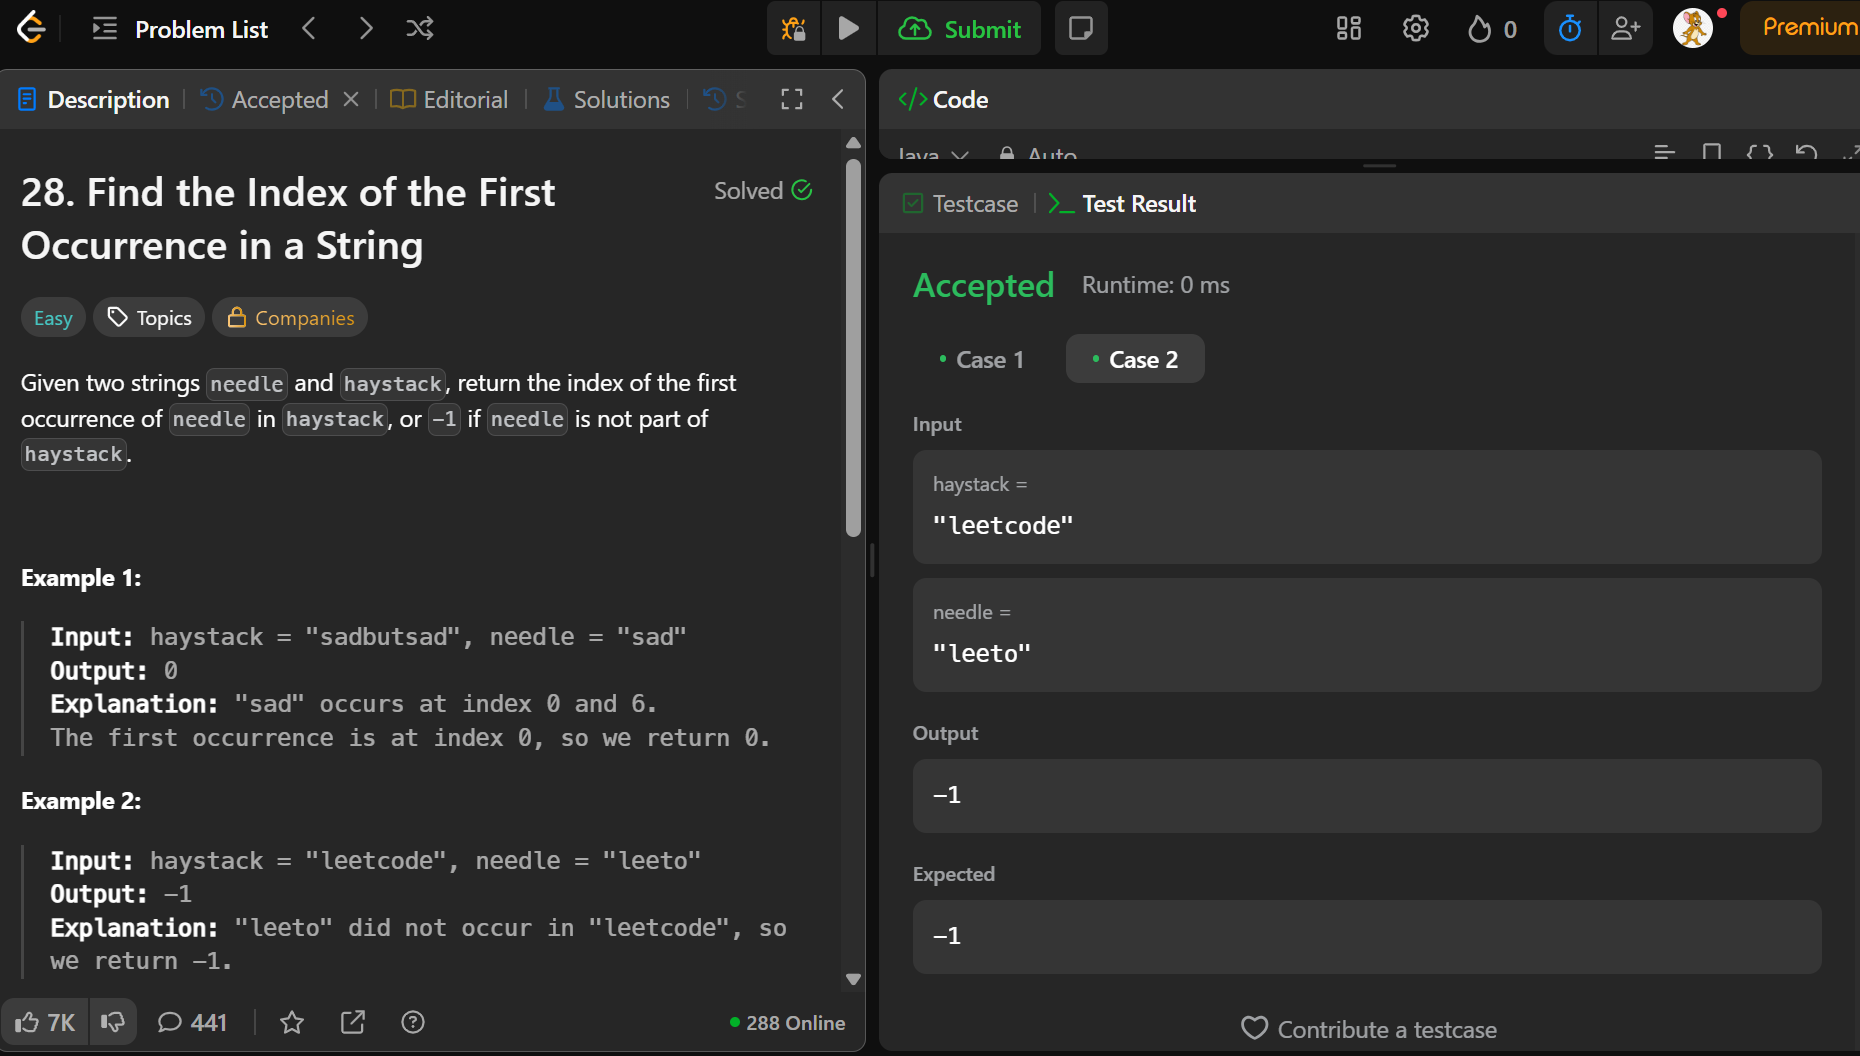 Problem List
Submit
0
Premium
Description
Accepted
Editorial
Solutions
28. Find the Index of the First
Occurrence in a String
Solved
Easy
Topics
Companies
Given two strings needle and haystack, return the index of the first
occurrence of needle in haystack, or -1 if needle is not part of
haystack.
Example 1:
Input: haystack = "sadbutsad", needle = "sad"
Output: 0
Explanation: "sad" occurs at index 0 and 6.
The first occurrence is at index 0, so we return 0.
Example 2:
Input: haystack = "leetcode", needle = "leeto"
Output: -1
Explanation: "leeto" did not occur in "leetcode", so
we return -1.
7K
441
288 Online
</> Code
Java
Auto
Testcase
Test Result
Accepted
Runtime: 0 ms
Case 1
Case 2
Input
haystack =
"leetcode"
needle =
"leeto"
Output
-1
Expected
-1
Contribute a testcase